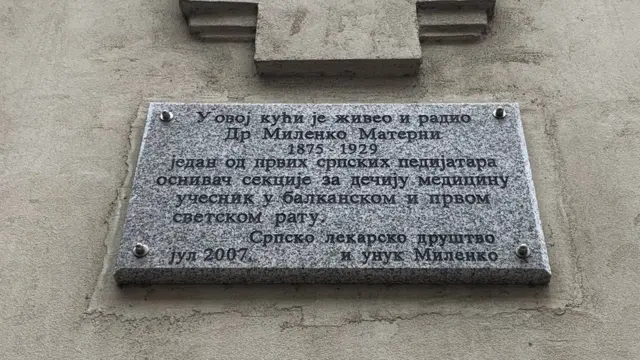 У овој кући је живео и радио
Др Миленко Матерни
1875 - 1929
један од првих српских педијатара
оснивач секције за дечију медицину
учесник у балканском и првом
светском рату.
Српско лекарско друштво
јул 2007. и унук Миленко